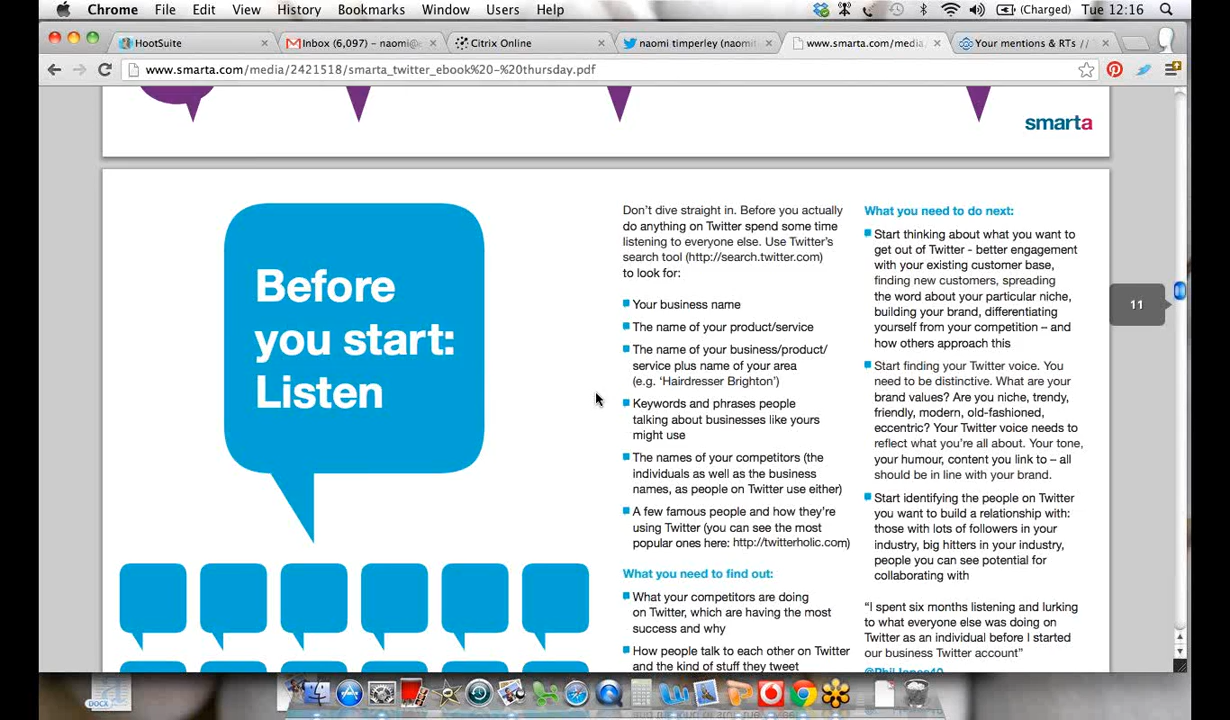 Chrome File Edit View History Bookmarks Window Users Help (Charged) Tue 12:16
HootSuite
Inbox (6,097) – naomi@e
Citrix Online
naomi timperley (naomit
www.smarta.com/media
Your mentions & RTs //
www.smarta.com/media/2421518/smarta_twitter_ebook%20-%20thursday.pdf
smarta
Before
you start:
Listen
Don't dive straight in. Before you actually
do anything on Twitter spend some time
listening to everyone else. Use Twitter's
search tool (http://search.twitter.com)
to look for:
Your business name
The name of your product/service
The name of your business/product/
service plus name of your area
(e.g. 'Hairdresser Brighton')
Keywords and phrases people
talking about businesses like yours
might use
The names of your competitors (the
individuals as well as the business
names, as people on Twitter use either)
A few famous people and how they're
using Twitter (you can see the most
popular ones here: http://twitterholic.com)
What you need to find out:
What your competitors are doing
on Twitter, which are having the most
success and why
How people talk to each other on Twitter
and the kind of stuff they tweet
What you need to do next:
Start thinking about what you want to
get out of Twitter - better engagement
with your existing customer base,
finding new customers, spreading
the word about your particular niche,
building your brand, differentiating
yourself from your competition – and
how others approach this
Start finding your Twitter voice. You
need to be distinctive. What are your
brand values? Are you niche, trendy,
friendly, modern, old-fashioned,
eccentric? Your Twitter voice needs to
reflect what you're all about. Your tone,
your humour, content you link to – all
should be in line with your brand.
Start identifying the people on Twitter
you want to build a relationship with:
those with lots of followers in your
industry, big hitters in your industry,
people you can see potential for
collaborating with
"I spent six months listening and lurking
to what everyone else was doing on
Twitter as an individual before I started
our business Twitter account"
@PhilJones40
11
DOCX